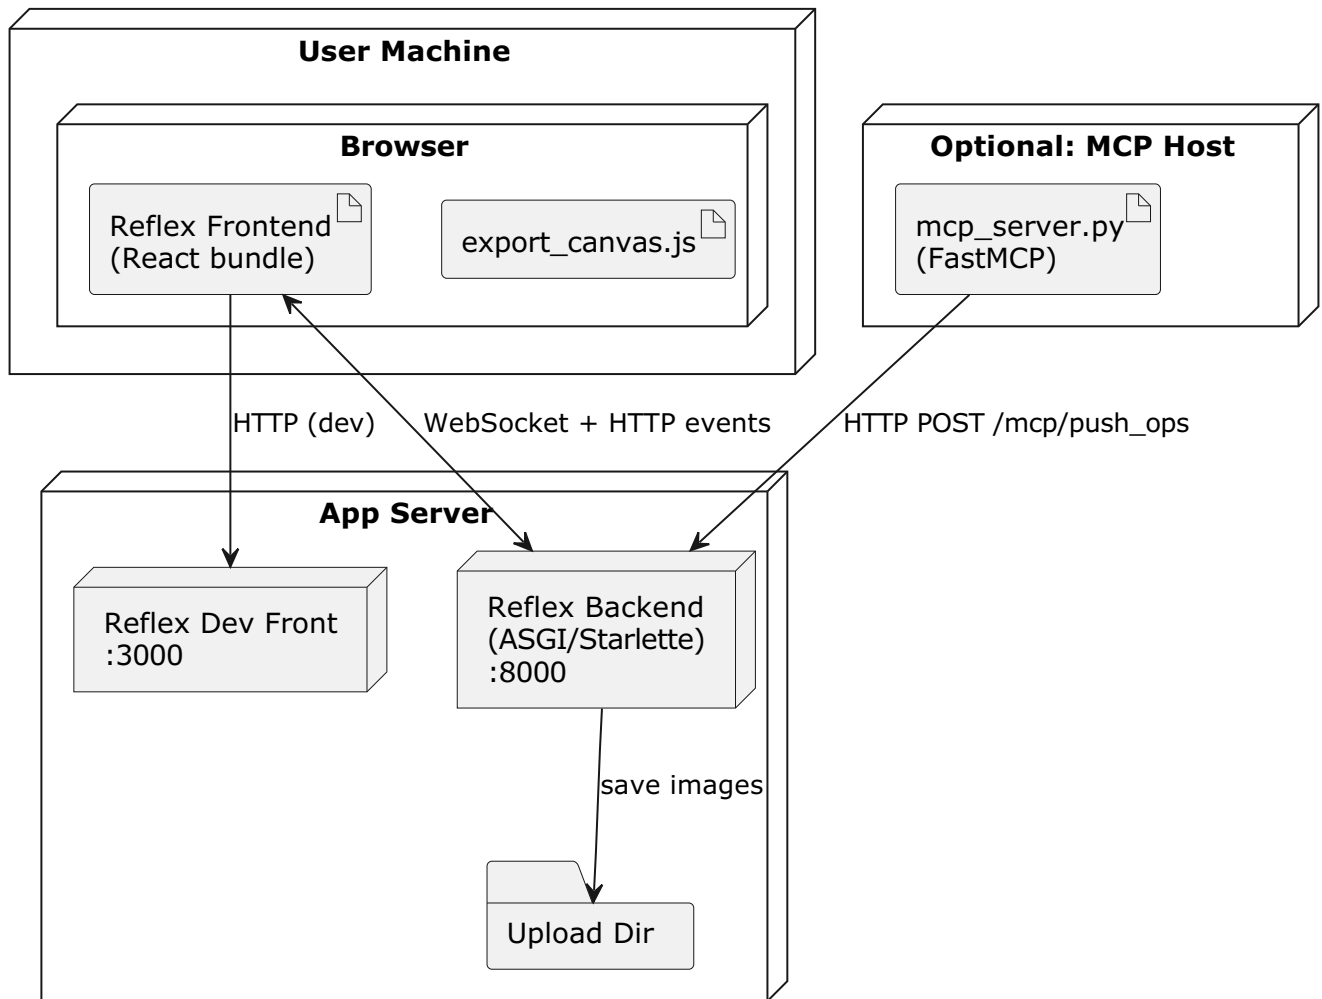 User Machine
Browser
Optional: MCP Host
Reflex Frontend
(React bundle)
export_canvas.js
mcp_server.py
(FastMCP)
HTTP (dev)
WebSocket + HTTP events
HTTP POST /mcp/push_ops
App Server
Reflex Dev Front
:3000
Reflex Backend
(ASGI/Starlette)
:8000
save images
Upload Dir